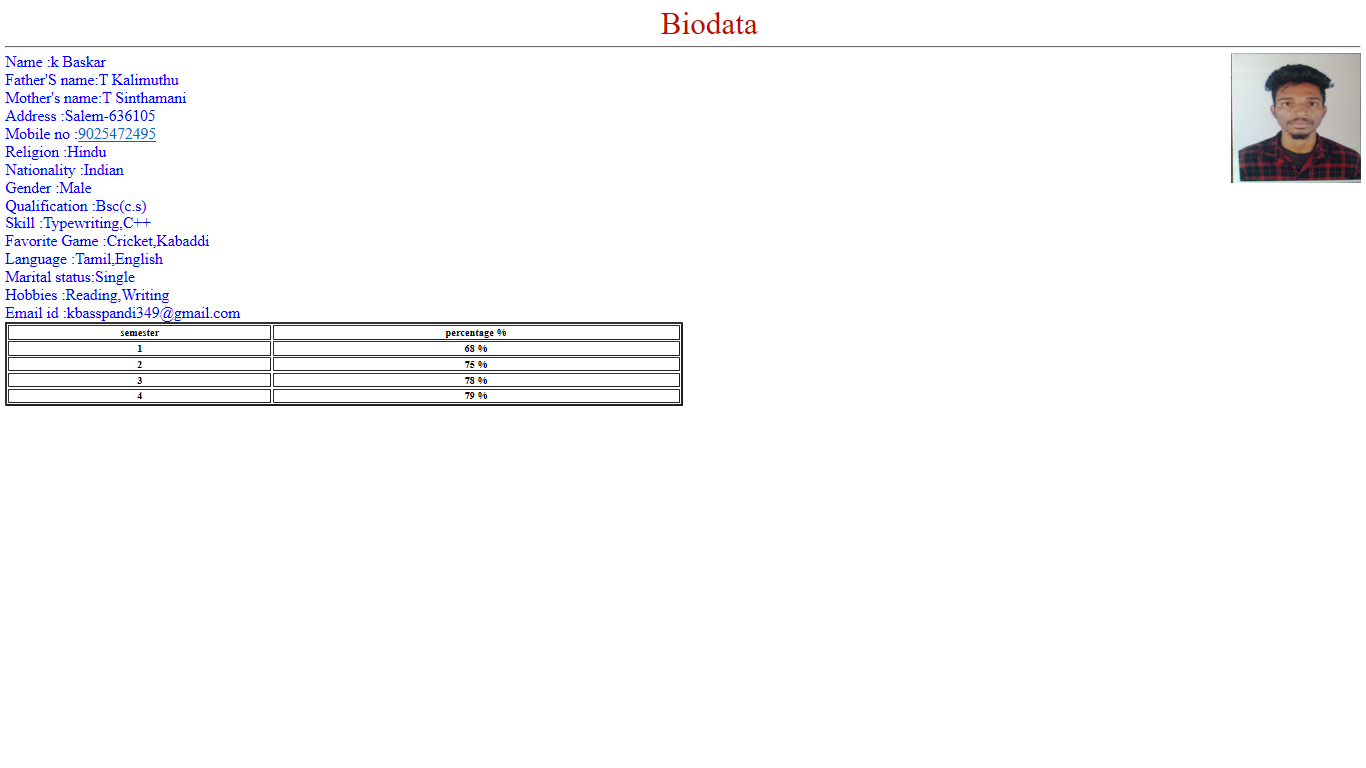 Biodata
Name :k Baskar
Father'S name:T Kalimuthu
Mother's name:T Sinthamani
Address :Salem-636105
Mobile no :9025472495
Religion :Hindu
Nationality :Indian
Gender :Male
Qualification :Bsc(c.s)
Skill :Typewriting,C++
Favorite Game :Cricket,Kabaddi
Language :Tamil,English
Marital status:Single
Hobbies :Reading,Writing
Email id :kbasspandi349@gmail.com
semester percentage %
1 68 %
2 75 %
3 78 %
4 79 %